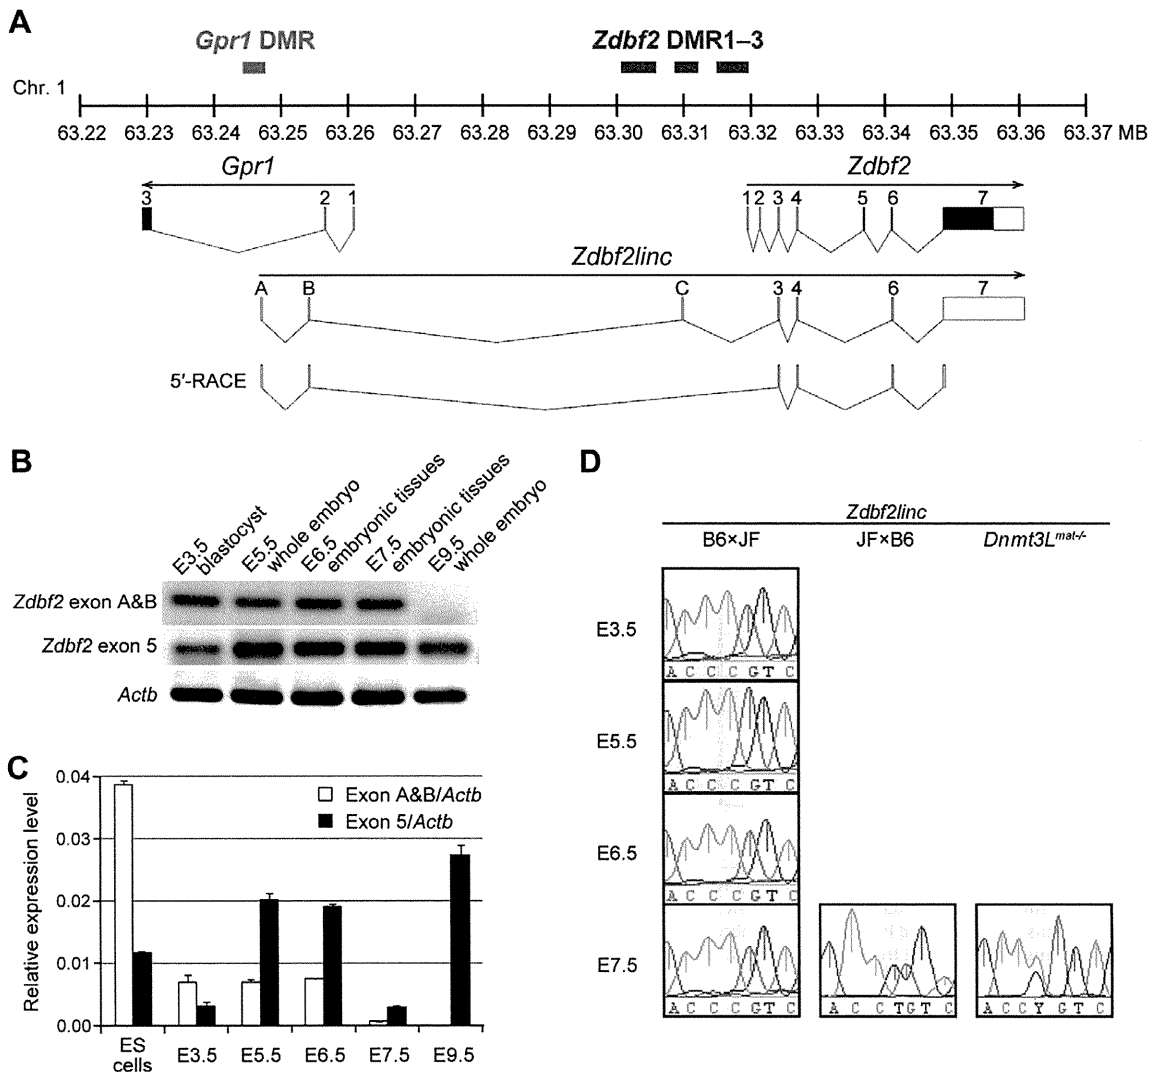 A
Gpr1 DMR
Zdbf2 DMR1–3
Chr. 1
63.22 63.23 63.24 63.25 63.26 63.27 63.28 63.29 63.30 63.31 63.32 63.33 63.34 63.35 63.36 63.37 MB
Gpr1
Zdbf2
3 2 1
1 2 3 4 5 6 7
Zdbf2linc
A B C 3 4 6 7
5'-RACE
B
E3.5 blastocyst
E5.5 whole embryo
E6.5 embryonic tissues
E7.5 embryonic tissues
E9.5 whole embryo
Zdbf2 exon A&B
Zdbf2 exon 5
Actb
C
Relative expression level
0.04
0.03
0.02
0.01
0.00
Exon A&B/Actb
Exon 5/Actb
ES cells
E3.5
E5.5
E6.5
E7.5
E9.5
D
Zdbf2linc
B6×JF
JF×B6
Dnmt3Lmat-/-
E3.5
A C C C G T C
E5.5
A C C C G T C
E6.5
A C C C G T C
E7.5
A C C C G T C
A C C T G T C
A C C Y G T C